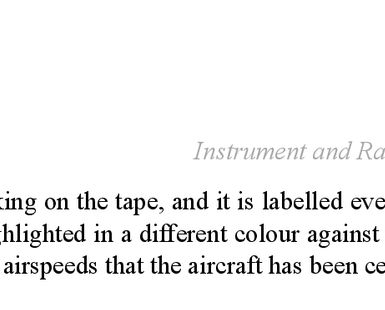 Instrument and Ra
king on the tape, and it is labelled eve
hlighted in a different colour against
airspeeds that the aircraft has been ce